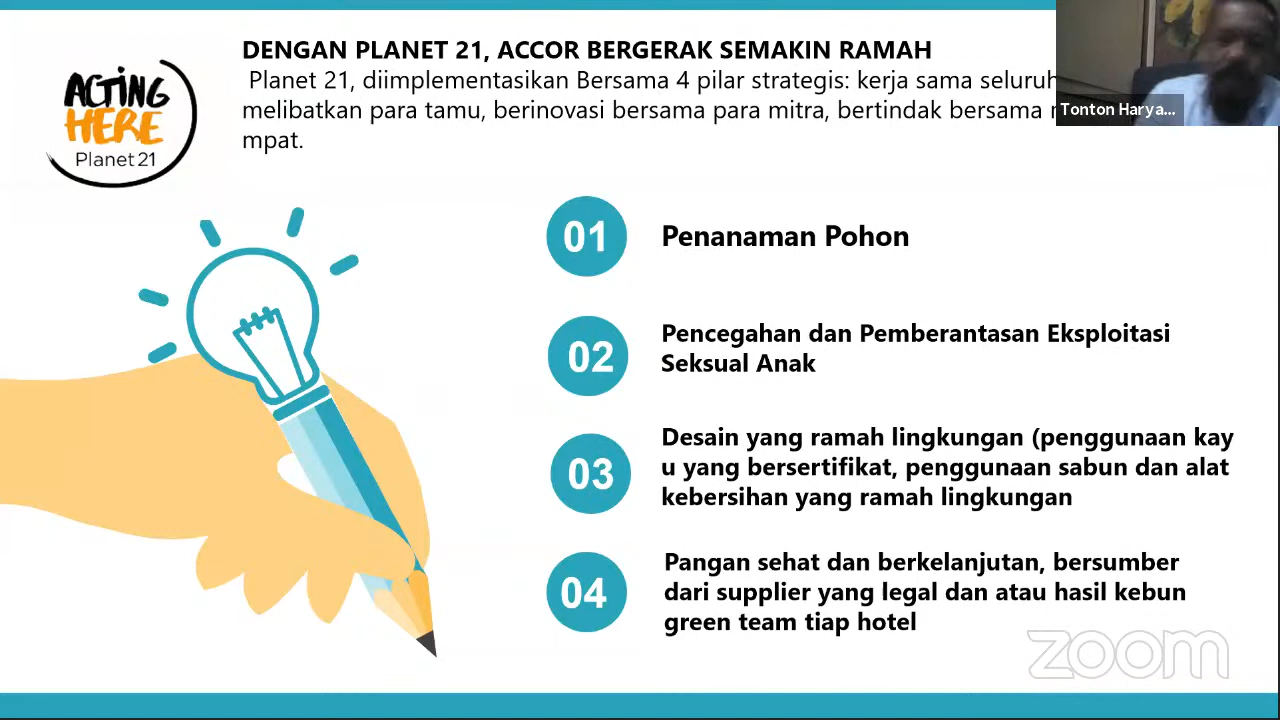 DENGAN PLANET 21, ACCOR BERGERAK SEMAKIN RAMAH
Planet 21, diimplementasikan Bersama 4 pilar strategis: kerja sama seluruh
melibatkan para tamu, berinovasi bersama para mitra, bertindak bersama
mpat.
ACTING
HERE
Planet 21
Tonton Harya...
01
Penanaman Pohon
02
Pencegahan dan Pemberantasan Eksploitasi
Seksual Anak
03
Desain yang ramah lingkungan (penggunaan kay
u yang bersertifikat, penggunaan sabun dan alat
kebersihan yang ramah lingkungan
04
Pangan sehat dan berkelanjutan, bersumber
dari supplier yang legal dan atau hasil kebun
green team tiap hotel
zoom